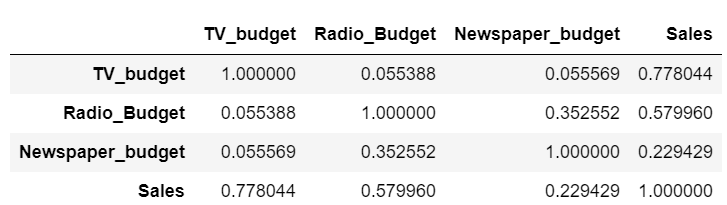 TV_budget Radio_Budget Newspaper_budget Sales
TV_budget 1.000000 0.055388 0.055569 0.778044
Radio_Budget 0.055388 1.000000 0.352552 0.579960
Newspaper_budget 0.055569 0.352552 1.000000 0.229429
Sales 0.778044 0.579960 0.229429 1.000000